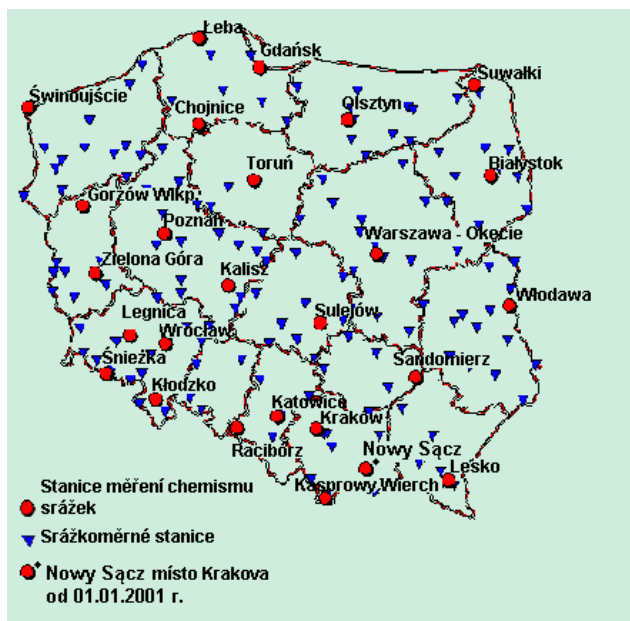 Łeba
Gdańsk
Suwałki
Świnoujście
Chojnice
Olsztyn
Toruń
Białystok
Gorzów Wlkp.
Poznań
Warszawa - Okęcie
Zielona Góra
Kalisz
Włodawa
Legnica
Sulejów
Wrocław
Śnieżka
Sandomierz
Kłodzko
Katowice
Kraków
Racibórz
Nowy Sącz
Lesko
Kasprowy Wierch
Stanice měření chemismu
srážek
Srážkoměrné stanice
Nowy Sącz místo Krakova
od 01.01.2001 r.